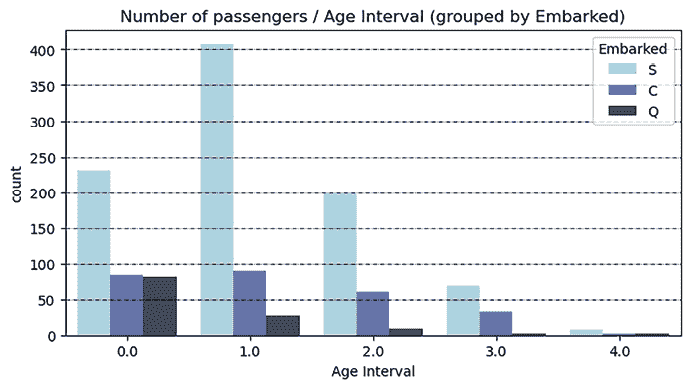 Number of passengers / Age Interval (grouped by Embarked)
Embarked
S
C
Q
400
350
300
250
200
150
100
50
0
count
0.0 1.0 2.0 3.0 4.0
Age Interval